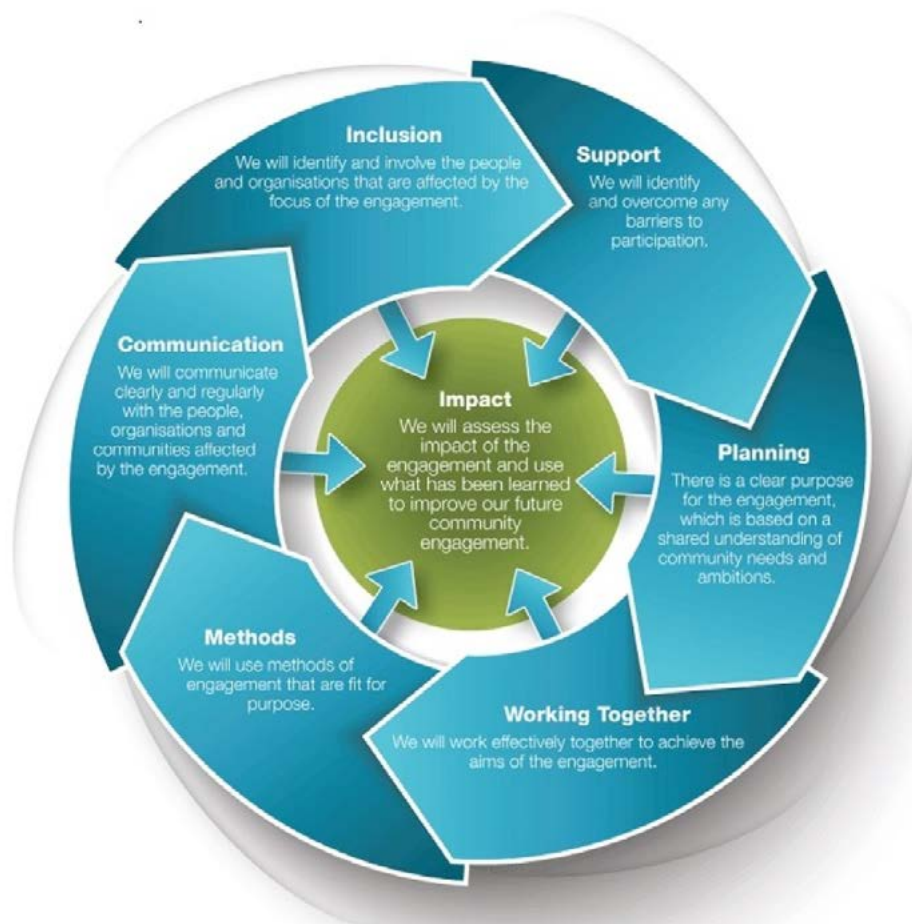 Inclusion
We will identify and involve the people
and organisations that are affected by the
focus of the engagement.
Support
We will identify
and overcome any
barriers to
participation.
Planning
There is a clear purpose
for the engagement,
which is based on a
shared understanding of
community needs and
ambitions.
Working Together
We will work effectively together to achieve the
aims of the engagement.
Methods
We will use methods of
engagement that are fit for
purpose.
Communication
We will communicate
clearly and regularly
with the people,
organisations and
communities affected
by the engagement.
Impact
We will assess the
impact of the
engagement and use
what has been learned
to improve our future
community
engagement.